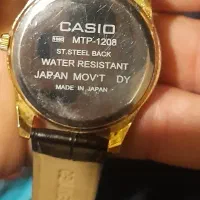 CASIO
MTP-1208
ST.STEEL BACK
WATER RESISTANT
JAPAN MOV'T DY
MADE IN JAPAN